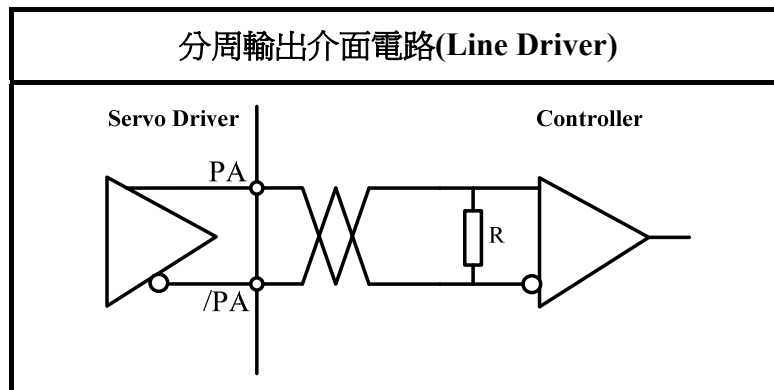 分周輸出介面電路(Line Driver)
Servo Driver
Controller
PA
R
/PA